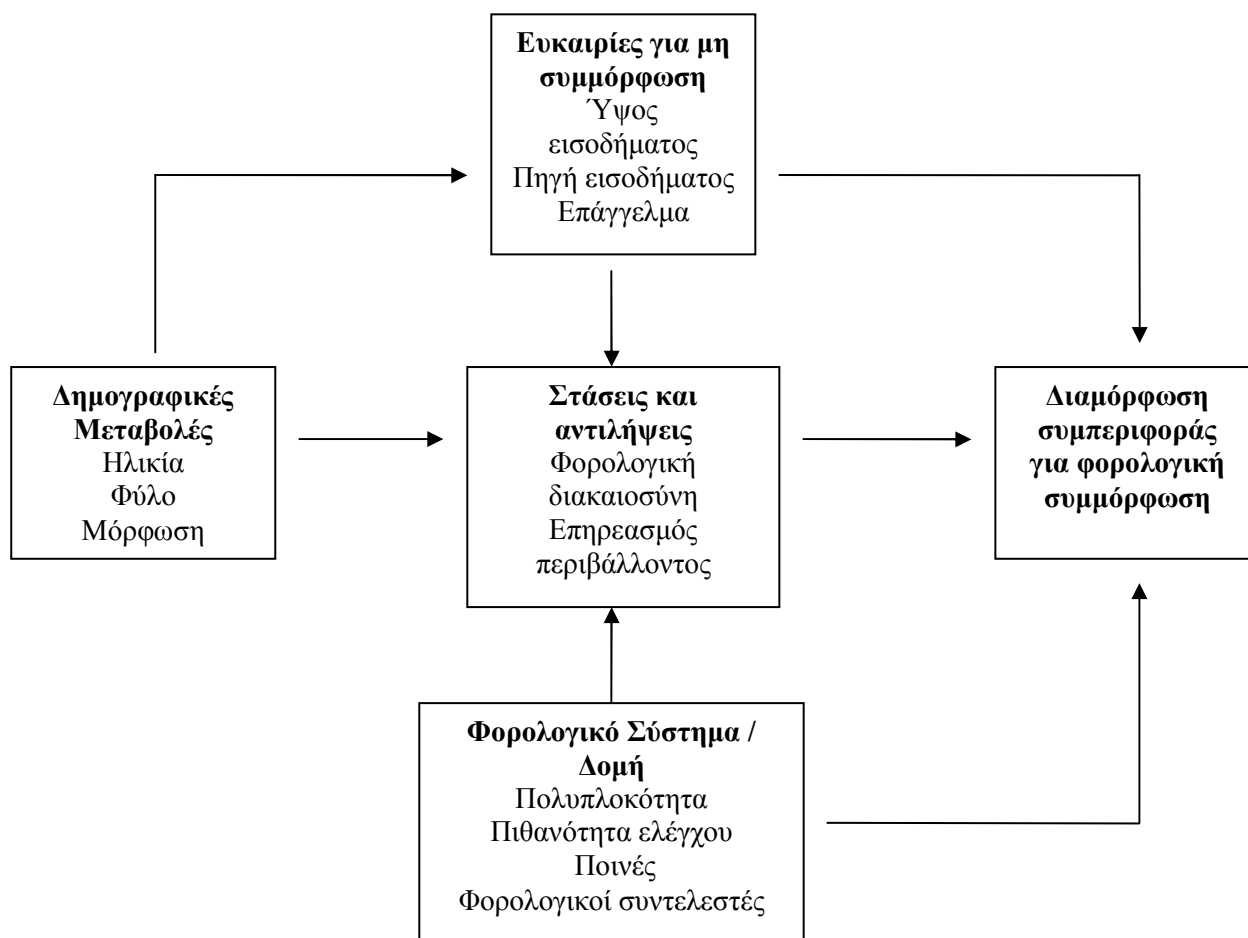 Ευκαιρίες για μη
συμμόρφωση
Ύψος
εισοδήματος
Πηγή εισοδήματος
Επάγγελμα
Δημογραφικές
Μεταβολές
Ηλικία
Φύλο
Μόρφωση
Στάσεις και
αντιλήψεις
Φορολογική
διακαιοσύνη
Επηρεασμός
περιβάλλοντος
Διαμόρφωση
συμπεριφοράς
για φορολογική
συμμόρφωση
Φορολογικό Σύστημα /
Δομή
Πολυπλοκότητα
Πιθανότητα ελέγχου
Ποινές
Φορολογικοί συντελεστές